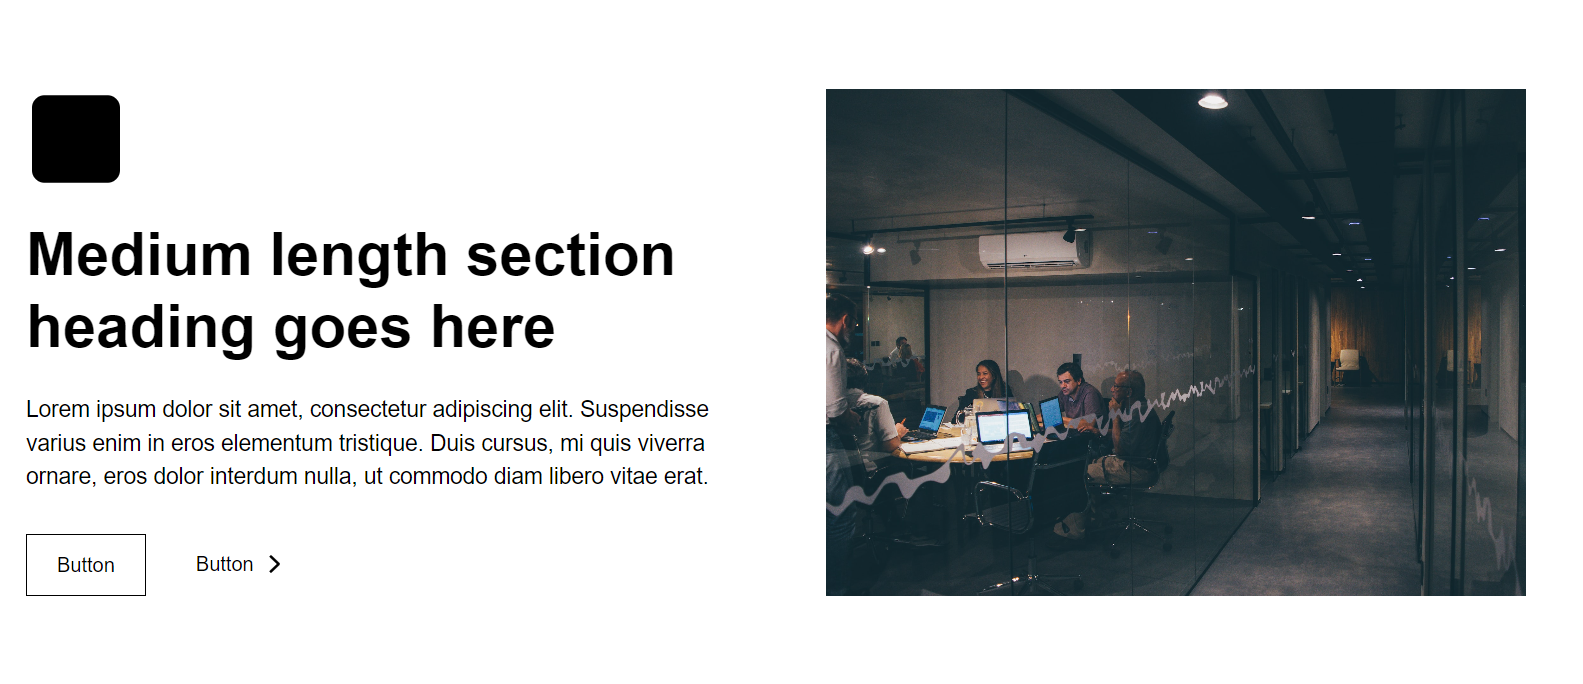 Medium length section
heading goes here
Lorem ipsum dolor sit amet, consectetur adipiscing elit. Suspendisse
varius enim in eros elementum tristique. Duis cursus, mi quis viverra
ornare, eros dolor interdum nulla, ut commodo diam libero vitae erat.
Button
Button